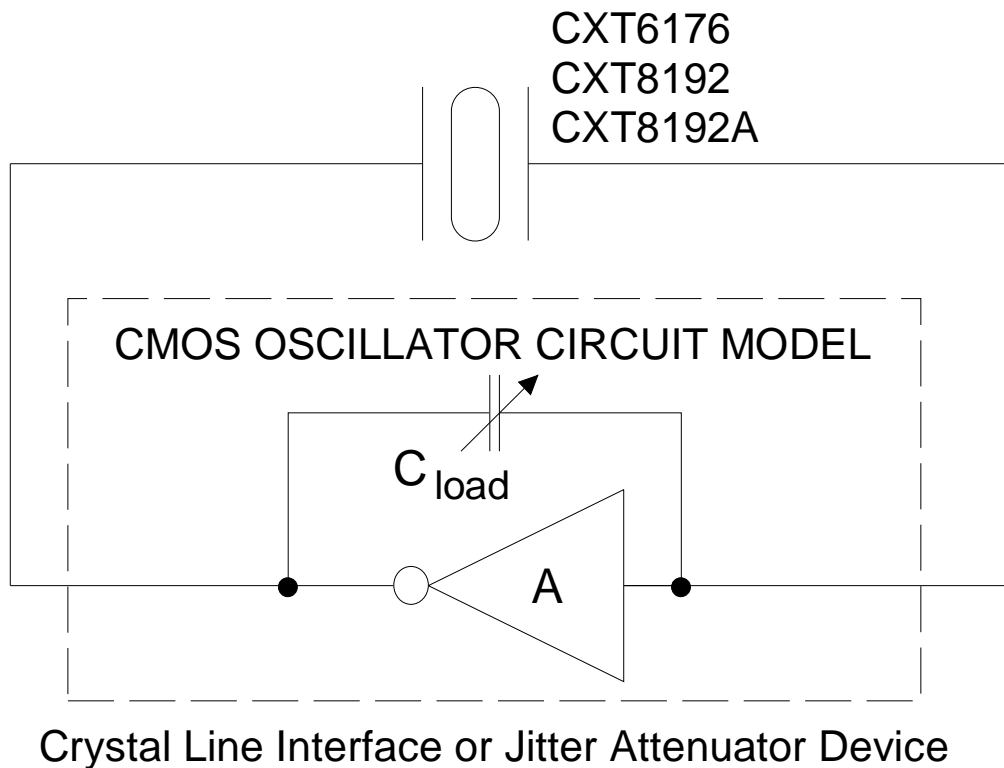 CXT6176
CXT8192
CXT8192A
CMOS OSCILLATOR CIRCUIT MODEL
C load
A
Crystal Line Interface or Jitter Attenuator Device